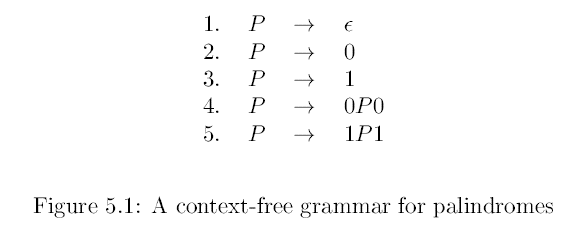 1. P → ϵ
2. P → 0
3. P → 1
4. P → 0P0
5. P → 1P1
Figure 5.1: A context-free grammar for palindromes